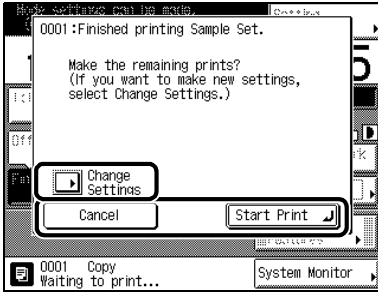 0001:Finished printing Sample Set.
Make the remaining prints?
(If you want to make new settings,
select Change Settings.)
Change
Settings
Cancel
Start Print
0001 Copy
Waiting to print...
System Monitor